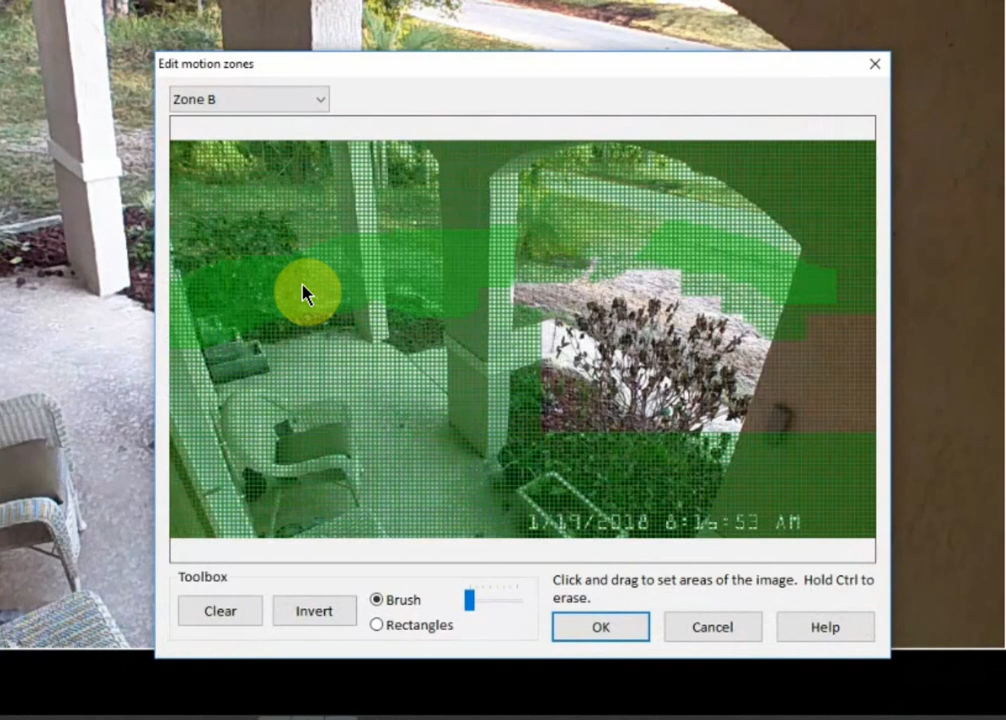 Edit motion zones
Zone B
1/19/2018 8:16:53 AM
Toolbox
Clear
Invert
Brush
Rectangles
Click and drag to set areas of the image. Hold Ctrl to
erase.
OK
Cancel
Help